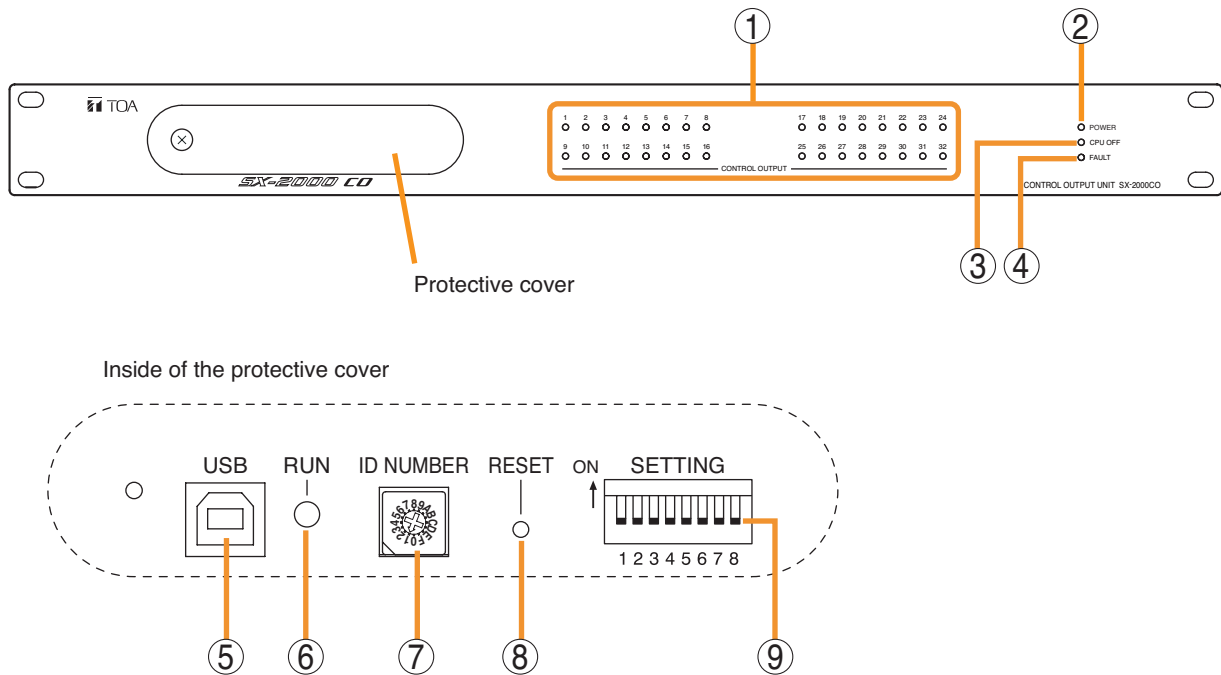 ① ②
TOA
1 2 3 4 5 6 7 8 17 18 19 20 21 22 23 24
POWER
CPU OFF
9 10 11 12 13 14 15 16 25 26 27 28 29 30 31 32
FAULT
CONTROL OUTPUT
SX-2000 CO
CONTROL OUTPUT UNIT SX-2000CO
③ ④
Protective cover
Inside of the protective cover
USB RUN ID NUMBER RESET ON SETTING
0123456789ABCDEF
1 2 3 4 5 6 7 8
⑤ ⑥ ⑦ ⑧ ⑨